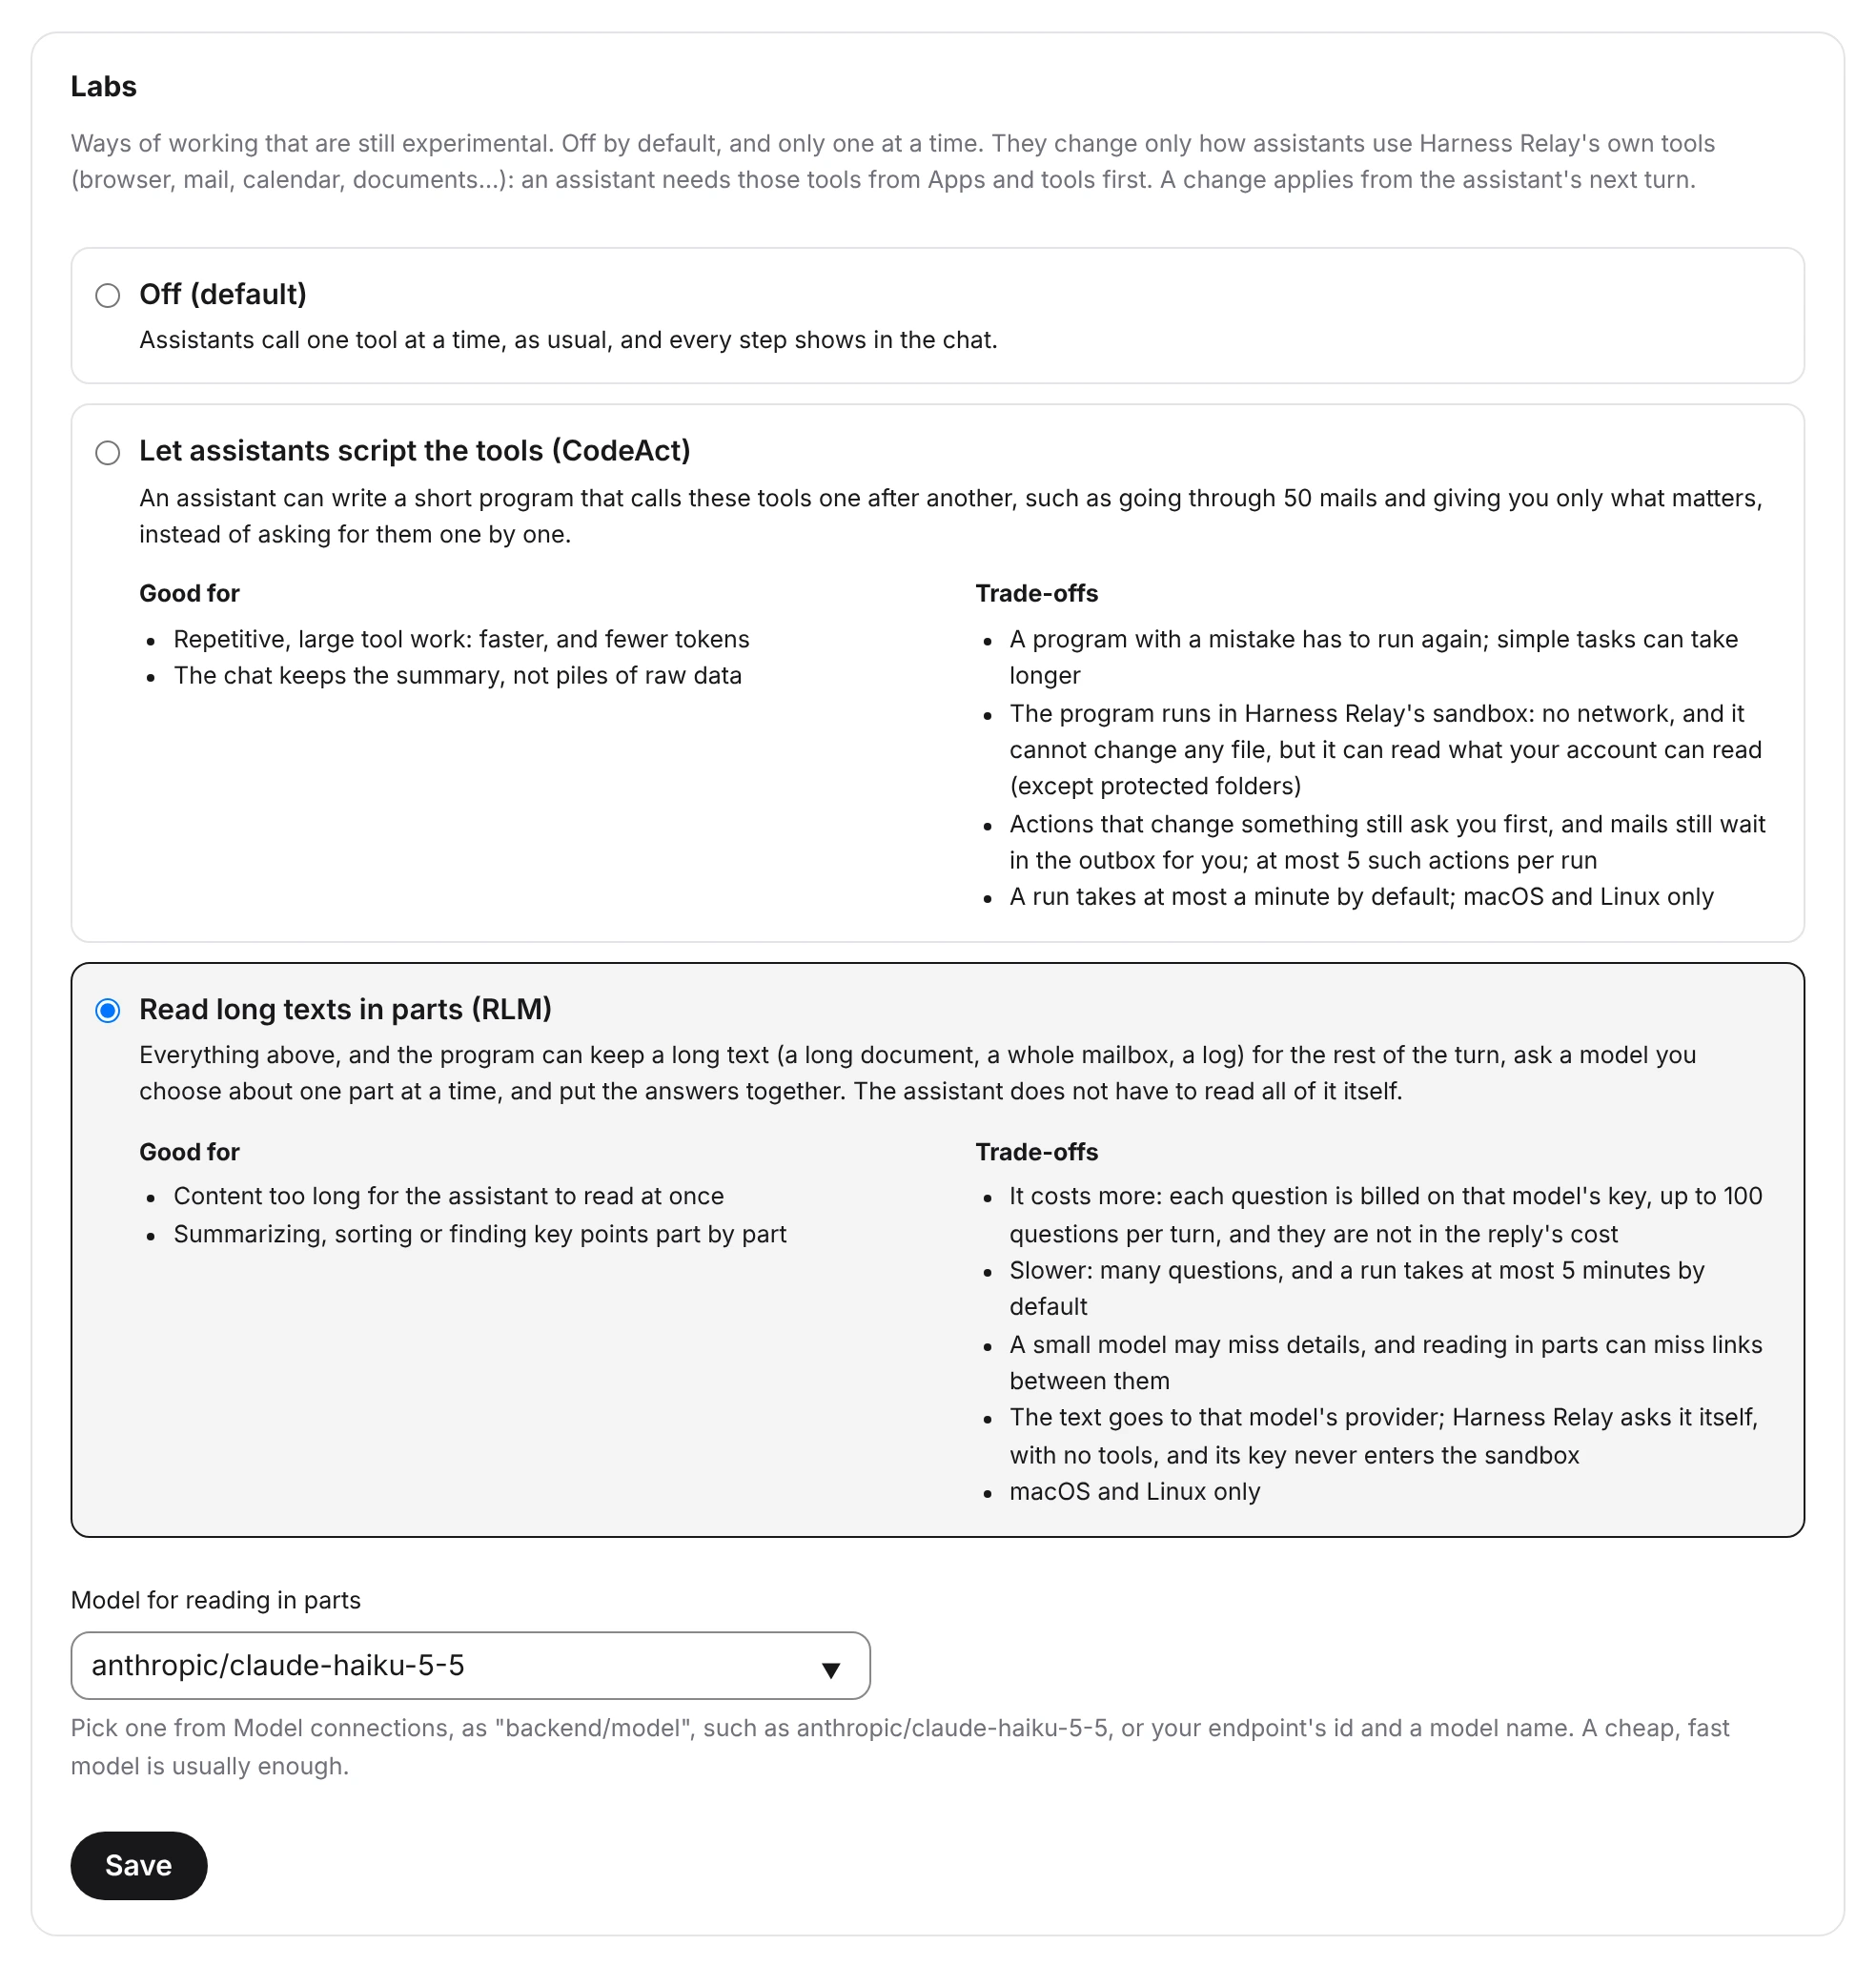 Labs
Ways of working that are still experimental. Off by default, and only one at a time. They change only how assistants use Harness Relay's own tools
(browser, mail, calendar, documents...): an assistant needs those tools from Apps and tools first. A change applies from the assistant's next turn.
Off (default)
Assistants call one tool at a time, as usual, and every step shows in the chat.
Let assistants script the tools (CodeAct)
An assistant can write a short program that calls these tools one after another, such as going through 50 mails and giving you only what matters,
instead of asking for them one by one.
Good for
• Repetitive, large tool work: faster, and fewer tokens
• The chat keeps the summary, not piles of raw data
Trade-offs
• A program with a mistake has to run again; simple tasks can take
longer
• The program runs in Harness Relay's sandbox: no network, and it
cannot change any file, but it can read what your account can read
(except protected folders)
• Actions that change something still ask you first, and mails still wait
in the outbox for you; at most 5 such actions per run
• A run takes at most a minute by default; macOS and Linux only
Read long texts in parts (RLM)
Everything above, and the program can keep a long text (a long document, a whole mailbox, a log) for the rest of the turn, ask a model you
choose about one part at a time, and put the answers together. The assistant does not have to read all of it itself.
Good for
• Content too long for the assistant to read at once
• Summarizing, sorting or finding key points part by part
Trade-offs
• It costs more: each question is billed on that model's key, up to 100
questions per turn, and they are not in the reply's cost
• Slower: many questions, and a run takes at most 5 minutes by
default
• A small model may miss details, and reading in parts can miss links
between them
• The text goes to that model's provider; Harness Relay asks it itself,
with no tools, and its key never enters the sandbox
• macOS and Linux only
Model for reading in parts
anthropic/claude-haiku-5-5
Pick one from Model connections, as "backend/model", such as anthropic/claude-haiku-5-5, or your endpoint's id and a model name. A cheap, fast
model is usually enough.
Save